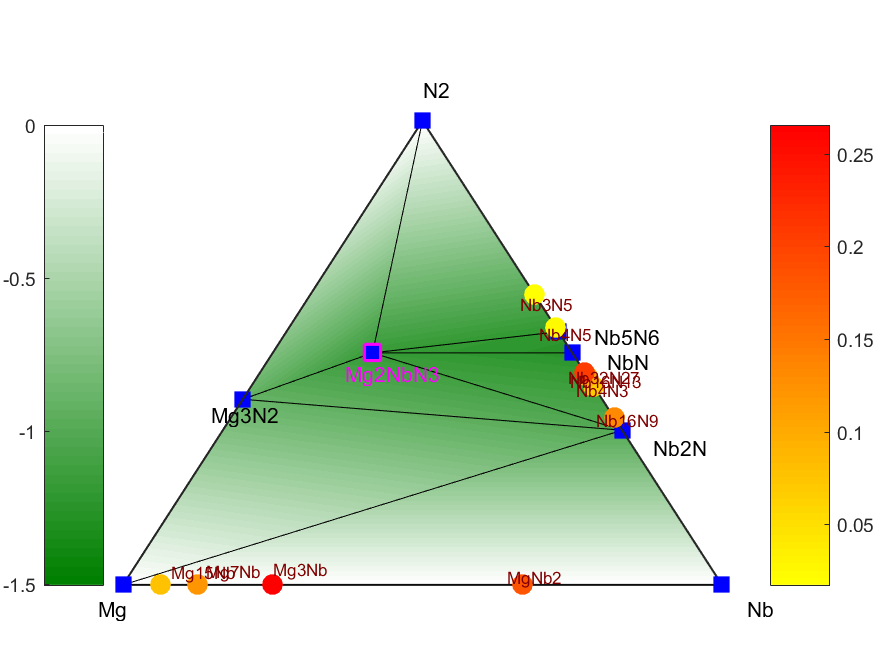 N2
0
-0.5
-1
-1.5
0.25
0.2
0.15
0.1
0.05
Nb3N5
Nb4N5
Nb5N6
NbN
Mg2NbN3
Nb32N27
Nb4N3
Mg3N2
Nb16N9
Nb2N
Mg15Nb
Mg7Nb
Mg3Nb
MgNb2
Mg
Nb